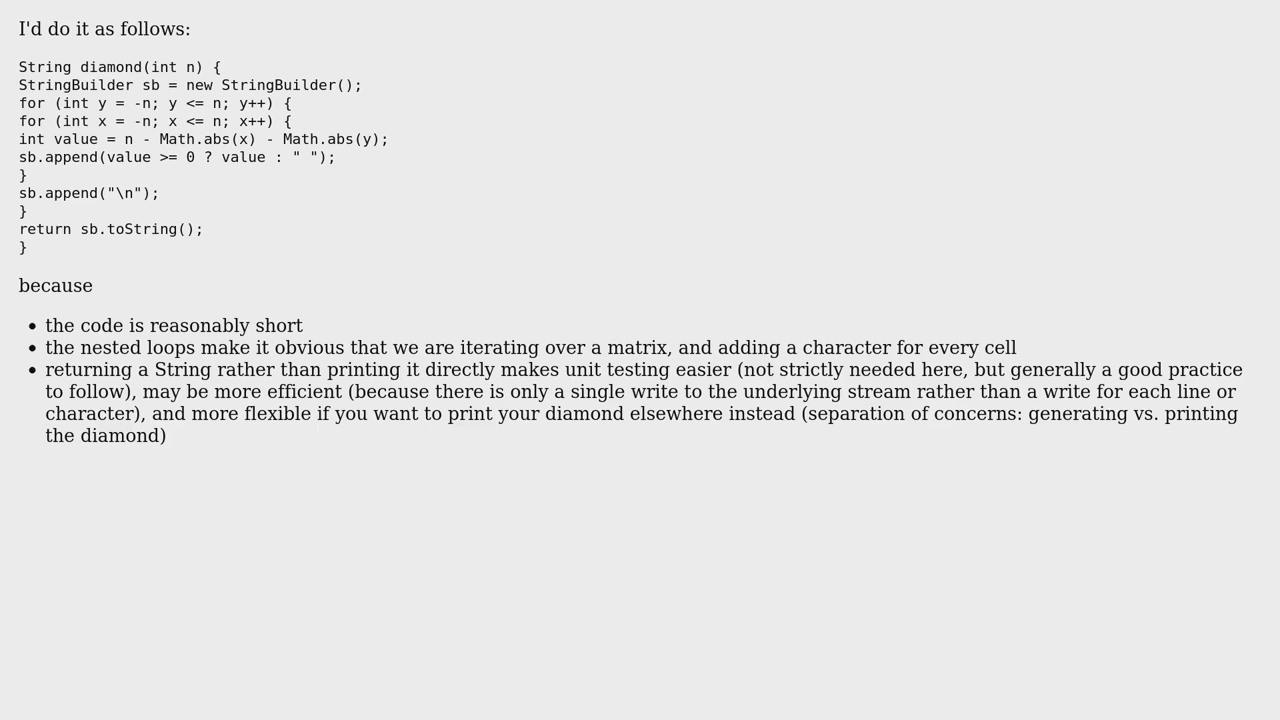 I'd do it as follows:
String diamond(int n) {
StringBuilder sb = new StringBuilder();
for (int y = -n; y <= n; y++) {
for (int x = -n; x <= n; x++) {
int value = n - Math.abs(x) - Math.abs(y);
sb.append(value >= 0 ? value : " ");
}
sb.append("\n");
}
return sb.toString();
}
because
• the code is reasonably short
• the nested loops make it obvious that we are iterating over a matrix, and adding a character for every cell
• returning a String rather than printing it directly makes unit testing easier (not strictly needed here, but generally a good practice
to follow), may be more efficient (because there is only a single write to the underlying stream rather than a write for each line or
character), and more flexible if you want to print your diamond elsewhere instead (separation of concerns: generating vs. printing
the diamond)